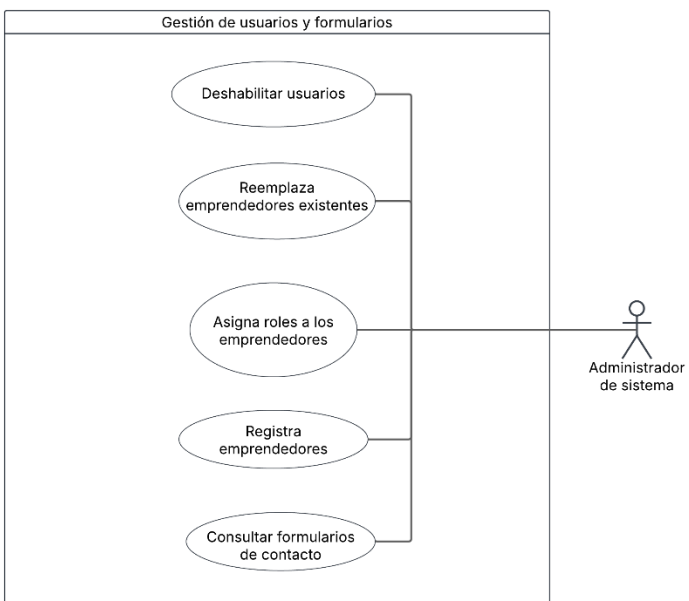 Gestión de usuarios y formularios
Deshabilitar usuarios
Reemplaza
emprendedores existentes
Asigna roles a los
emprendedores
Administrador
de sistema
Registra
emprendedores
Consultar formularios
de contacto